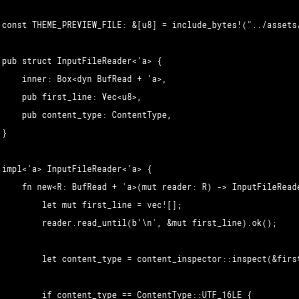 const THEME_PREVIEW_FILE: &[u8] = include_bytes!("../assets/
pub struct InputFileReader<'a> {
    inner: Box<dyn BufRead + 'a>,
    pub first_line: Vec<u8>,
    pub content_type: ContentType,
}
impl<'a> InputFileReader<'a> {
    fn new<R: BufRead + 'a>(mut reader: R) -> InputFileReade
        let mut first_line = vec![];
        reader.read_until(b'\n', &mut first_line).ok();
        let content_type = content_inspector::inspect(&first
        if content_type == ContentType::UTF_16LE {